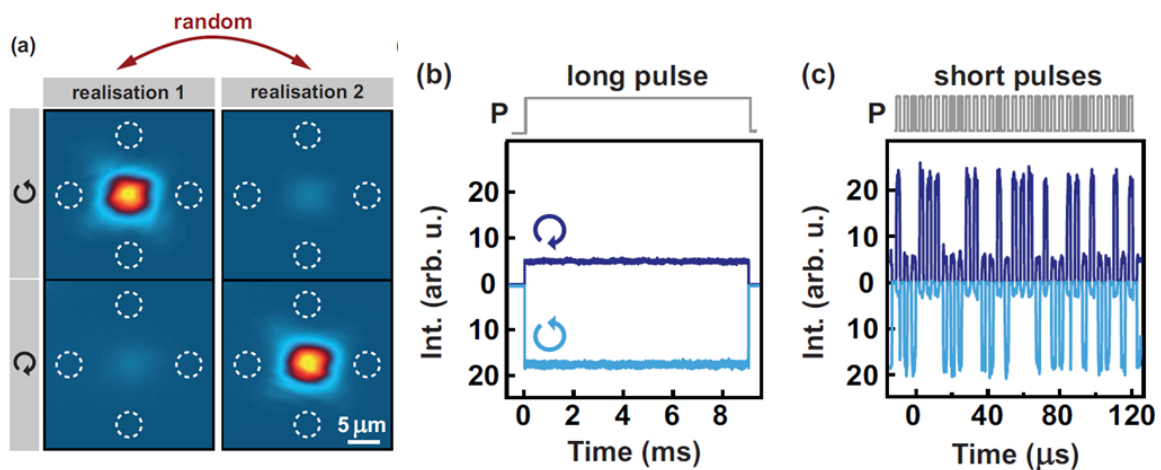 random
(a)
realisation 1
realisation 2
5 µm
(b)
long pulse
P
Int. (arb. u.)
20
10
0
10
20
0 2 4 6 8
Time (ms)
(c)
short pulses
P
Int. (arb. u.)
20
10
0
10
20
0 40 80 120
Time (µs)